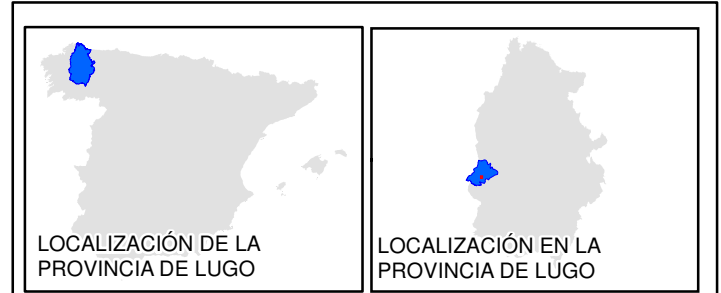 LOCALIZACIÓN DE LA
PROVINCIA DE LUGO
LOCALIZACIÓN EN LA
PROVINCIA DE LUGO